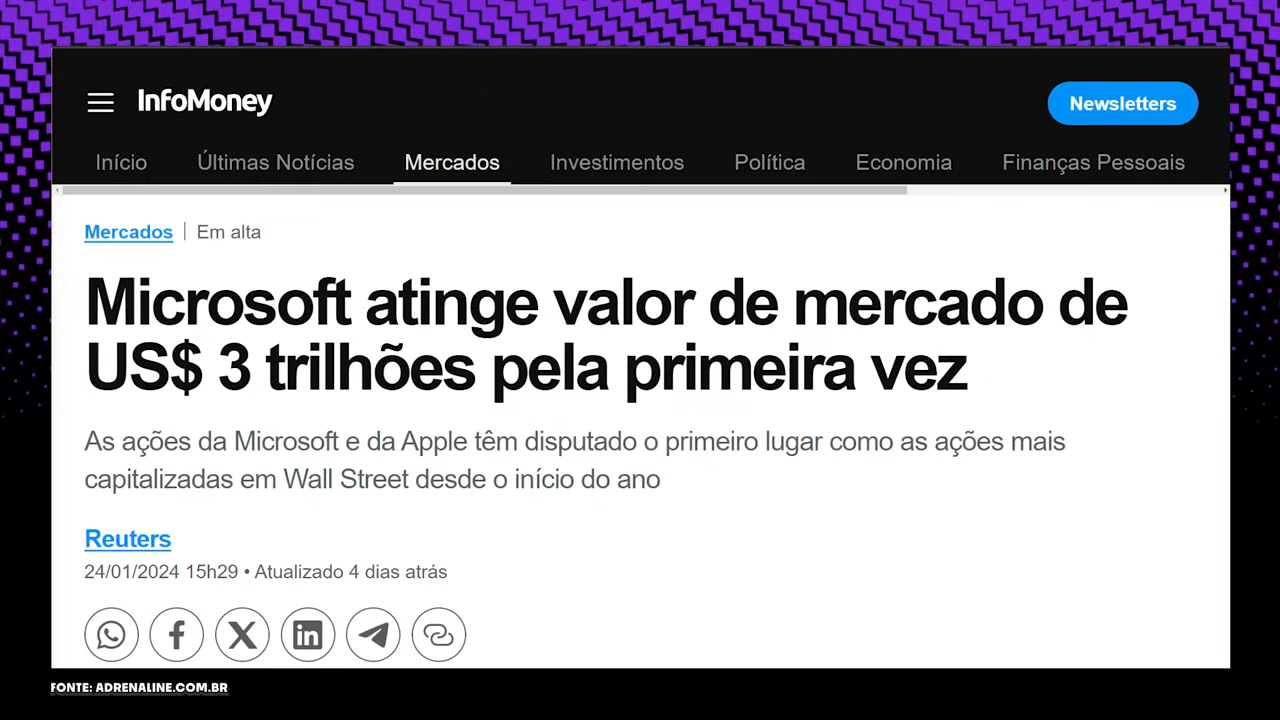 InfoMoney
Newsletters
Início Últimas Notícias Mercados Investimentos Política Economia Finanças Pessoais
Mercados | Em alta
Microsoft atinge valor de mercado de
US$ 3 trilhões pela primeira vez
As ações da Microsoft e da Apple têm disputado o primeiro lugar como as ações mais
capitalizadas em Wall Street desde o início do ano
Reuters
24/01/2024 15h29 • Atualizado 4 dias atrás
FONTE: ADRENALINE.COM.BR